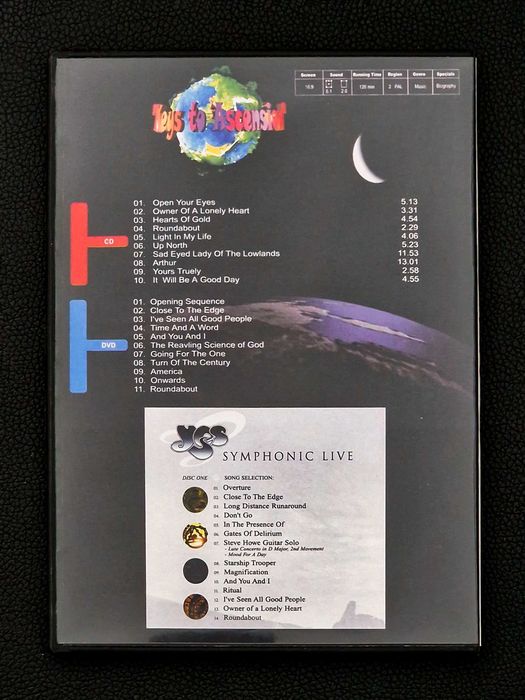 Screen Sound Running Time Region Genre Specials
16:9 5.1 2.0 120 min 2 PAL Music Biography
Keys to Ascension
CD
01. Open Your Eyes 5.13
02. Owner Of A Lonely Heart 3.31
03. Hearts Of Gold 4.54
04. Roundabout 2.29
05. Light In My Life 4.06
06. Up North 5.23
07. Sad Eyed Lady Of The Lowlands 11.53
08. Arthur 13.01
09. Yours Truely 2.58
10. It Will Be A Good Day 4.55
DVD
01. Opening Sequence
02. Close To The Edge
03. I've Seen All Good People
04. Time And A Word
05. And You And I
06. The Reavling Science of God
07. Going For The One
08. Turn Of The Century
09. America
10. Onwards
11. Roundabout
Yes
SYMPHONIC LIVE
DISC ONE SONG SELECTION:
01. Overture
02. Close To The Edge
03. Long Distance Runaround
04. Don't Go
05. In The Presence Of
06. Gates Of Delirium
07. Steve Howe Guitar Solo
- Lute Concerto in D Major, 2nd Movement
- Mood For A Day
08. Starship Trooper
09. Magnification
10. And You And I
11. Ritual
12. I've Seen All Good People
13. Owner of a Lonely Heart
14. Roundabout